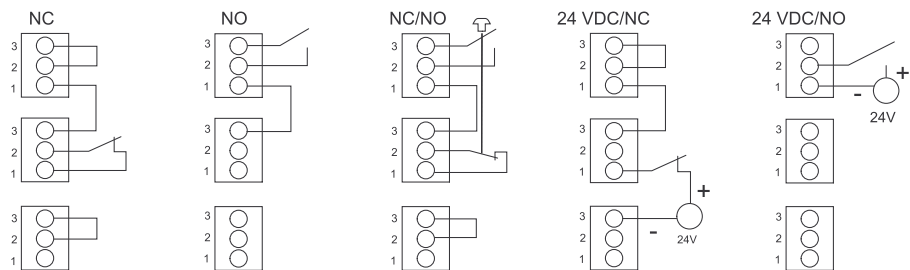 NC NO NC/NO 24 VDC/NC 24 VDC/NO
3 3 3 3 3
2 2 2 2 2 +
1 1 1 1 1 -
24V
3 3 3 3 3
2 2 2 2 2
1 1 1 1 1
+
3 3 3 3 3
2 2 2 2 - 2
24V
1 1 1 1 1